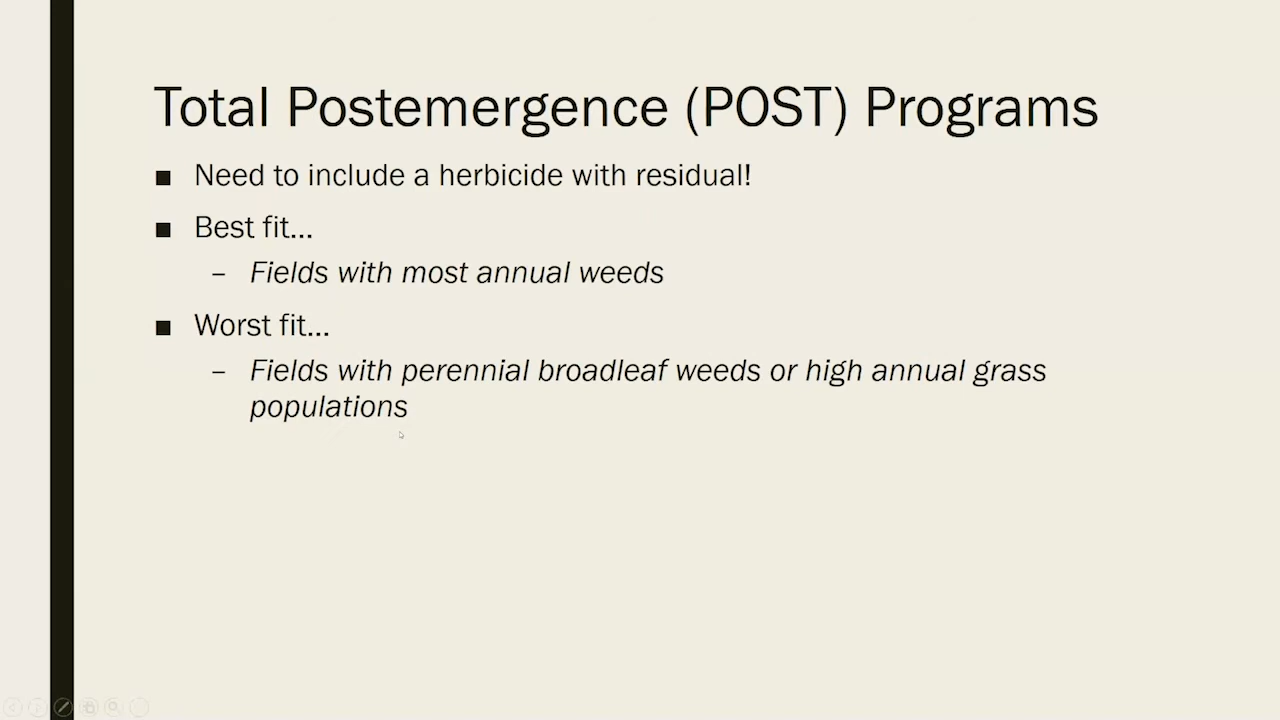 Total Postemergence (POST) Programs
■ Need to include a herbicide with residual!
■ Best fit...
– Fields with most annual weeds
■ Worst fit...
– Fields with perennial broadleaf weeds or high annual grass
populations